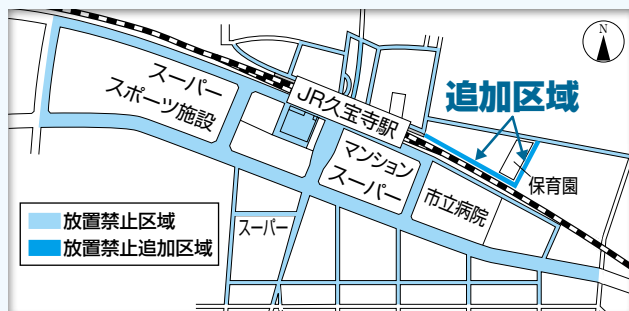 N
スーパー
スポーツ施設
JR久宝寺駅
追加区域
保育園
マンション
スーパー
市立病院
スーパー
放置禁止区域
放置禁止追加区域